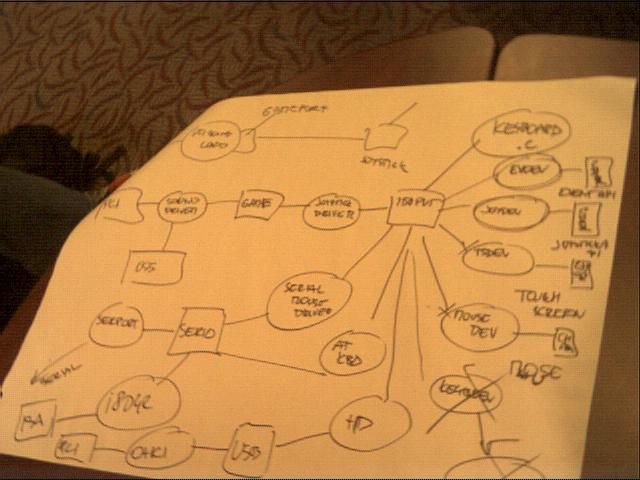 GAMEPORT
JOYSTICK
KEYBOARD
.C
EVDEV
EVENT API
PCI
SOUND
DRIVER
GAME
JOYSTICK
DRIVER
INPUT
JOYDEV
JOYSTICK
API
OSS
TSDEV
TOUCH
SCREEN
SERIAL
MOUSE
DRIVER
SERPORT
SERIO
MOUSE
DEV
AT
KBD
MOUSE
SERIAL
I8042
KEYBDEV
ISA
PCI
OHCI
USB
HID